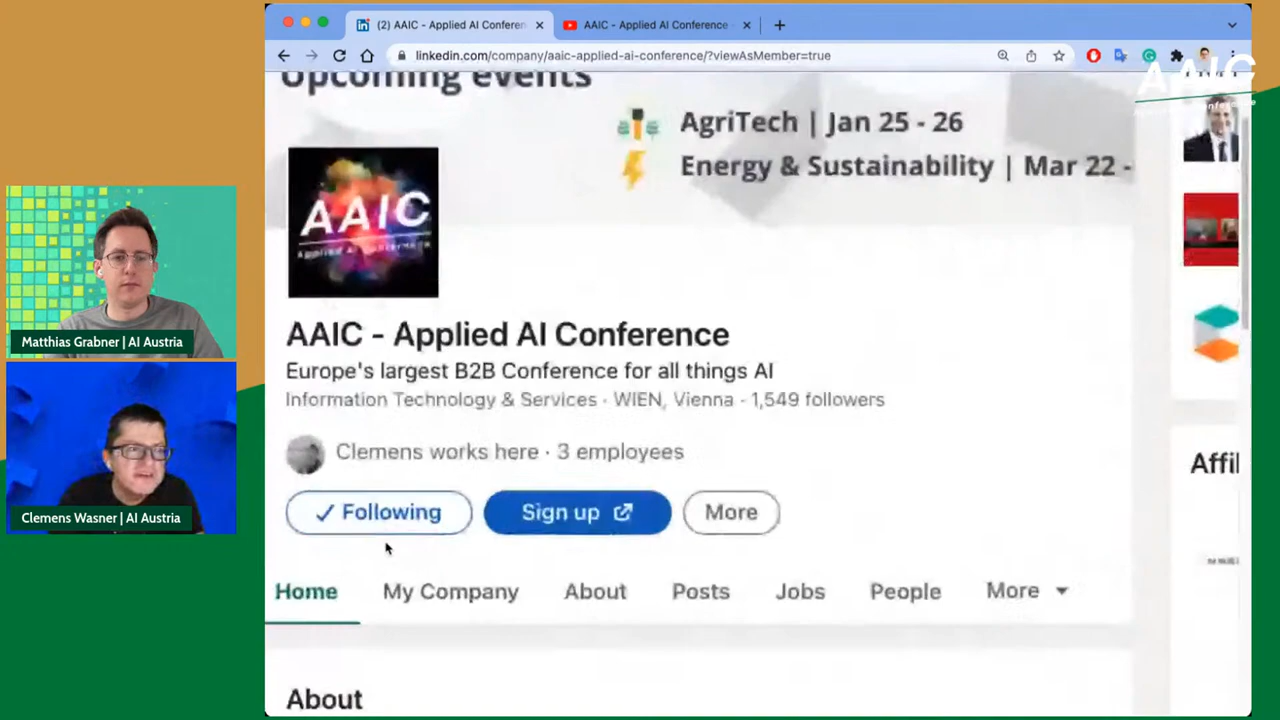 (2) AAIC - Applied AI Conferen
AAIC - Applied AI Conference
linkedin.com/company/aaic-applied-ai-conference/?viewAsMember=true
AAIC
Upcoming events
AgriTech | Jan 25 - 26
Energy & Sustainability | Mar 22 -
AAIC
Applied AI Conference
AAIC - Applied AI Conference
Europe's largest B2B Conference for all things AI
Information Technology & Services · WIEN, Vienna · 1,549 followers
Clemens works here · 3 employees
Following
Sign up
More
Home
My Company
About
Posts
Jobs
People
More
About
Affil
Matthias Grabner | AI Austria
Clemens Wasner | AI Austria